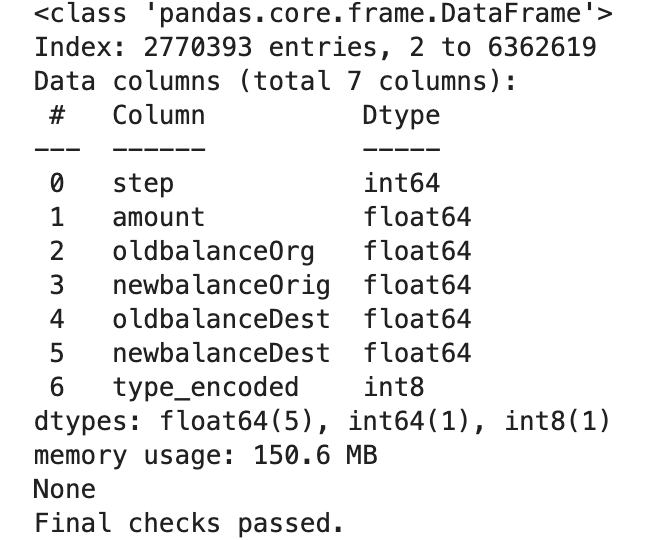 <class 'pandas.core.frame.DataFrame'>
Index: 2770393 entries, 2 to 6362619
Data columns (total 7 columns):
 #   Column          Dtype
---  ------          -----
 0   step            int64
 1   amount          float64
 2   oldbalanceOrg   float64
 3   newbalanceOrig  float64
 4   oldbalanceDest  float64
 5   newbalanceDest  float64
 6   type_encoded    int8
dtypes: float64(5), int64(1), int8(1)
memory usage: 150.6 MB
None
Final checks passed.